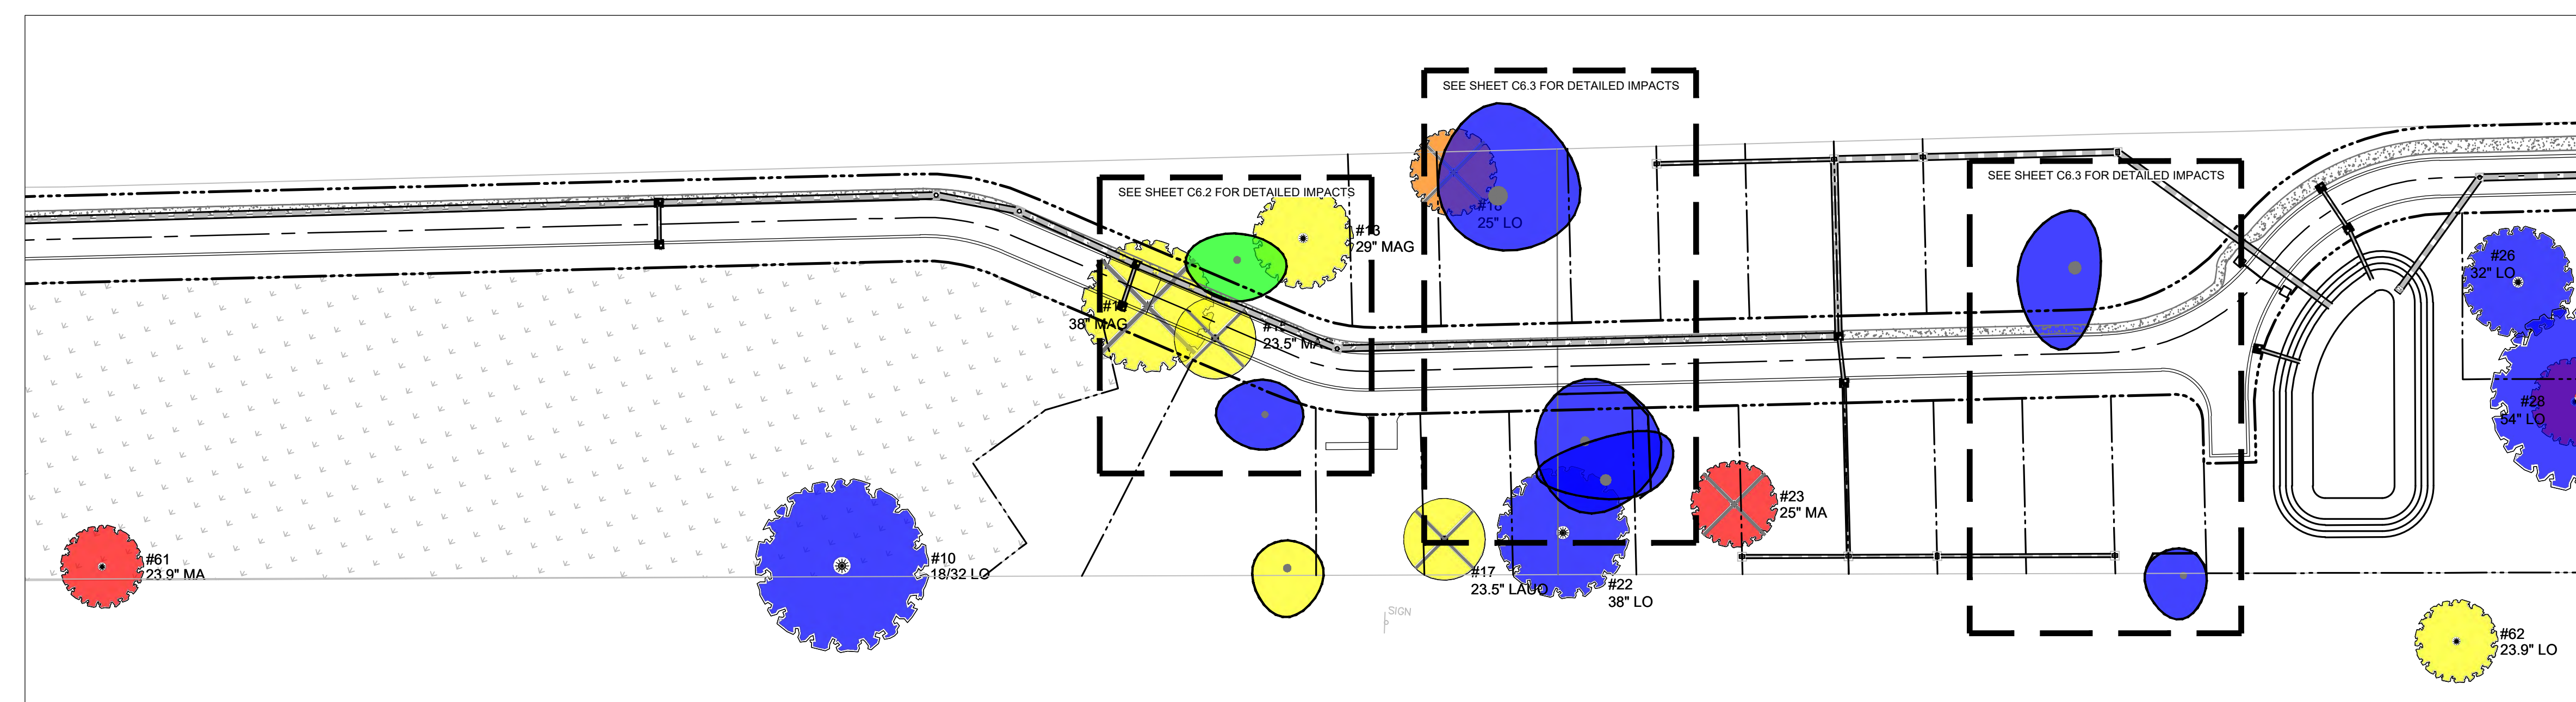 SEE SHEET C6.3 FOR DETAILED IMPACTS
SEE SHEET C6.2 FOR DETAILED IMPACTS
SEE SHEET C6.3 FOR DETAILED IMPACTS
25" LO
#13
29" MAG
38" MAG
23.5" MA
#26
32" LO
#28
54" LO
#23
25" MA
#61
23.9" MA
#10
18/32 LO
#17
23.5" LAUO
#22
38" LO
SIGN
#62
23.9" LO